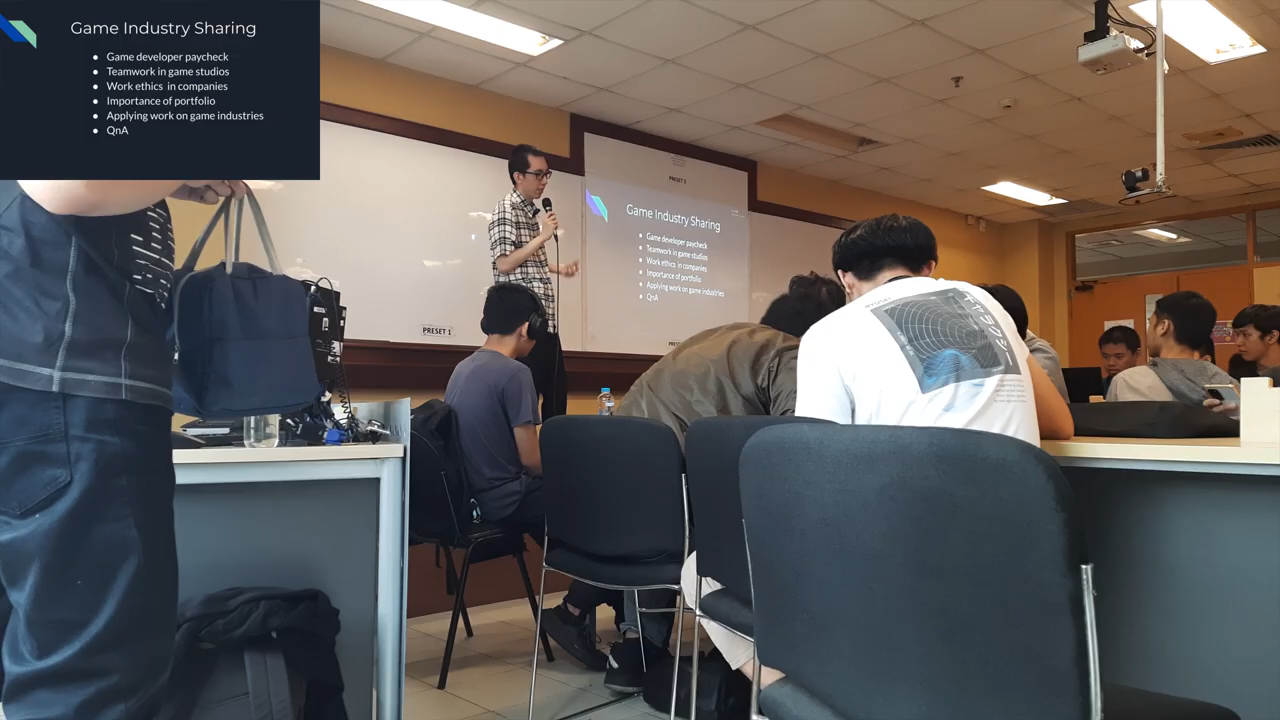 Game Industry Sharing
● Game developer paycheck
● Teamwork in game studios
● Work ethics in companies
● Importance of portfolio
● Applying work on game industries
● QnA
PRESET 1
PRESET 2
Game Industry Sharing
● Game developer paycheck
● Teamwork in game studios
● Work ethics in companies
● Importance of portfolio
● Applying work on game industries
● QnA